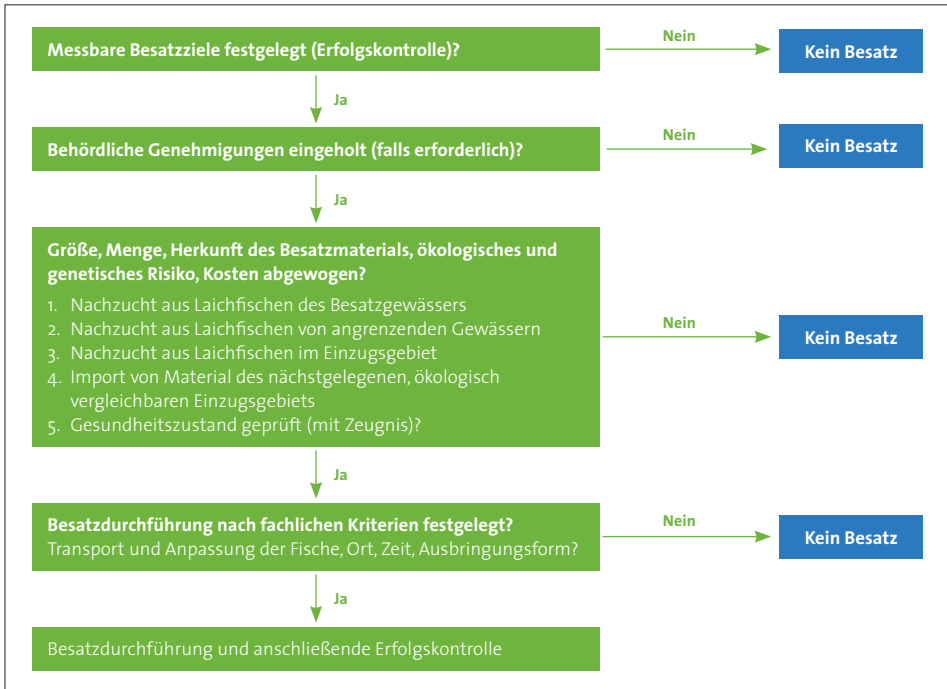 Messbare Besatzziele festgelegt (Erfolgskontrolle)?
Nein
Kein Besatz
Ja
Behördliche Genehmigungen eingeholt (falls erforderlich)?
Nein
Kein Besatz
Ja
Größe, Menge, Herkunft des Besatzmaterials, ökologisches und
genetisches Risiko, Kosten abgewogen?
1. Nachzucht aus Laichfischen des Besatzgewässers
2. Nachzucht aus Laichfischen von angrenzenden Gewässern
3. Nachzucht aus Laichfischen im Einzugsgebiet
4. Import von Material des nächstgelegenen, ökologisch
vergleichbaren Einzugsgebiets
5. Gesundheitszustand geprüft (mit Zeugnis)?
Nein
Kein Besatz
Ja
Besatzdurchführung nach fachlichen Kriterien festgelegt?
Transport und Anpassung der Fische, Ort, Zeit, Ausbringungsform?
Nein
Kein Besatz
Ja
Besatzdurchführung und anschließende Erfolgskontrolle